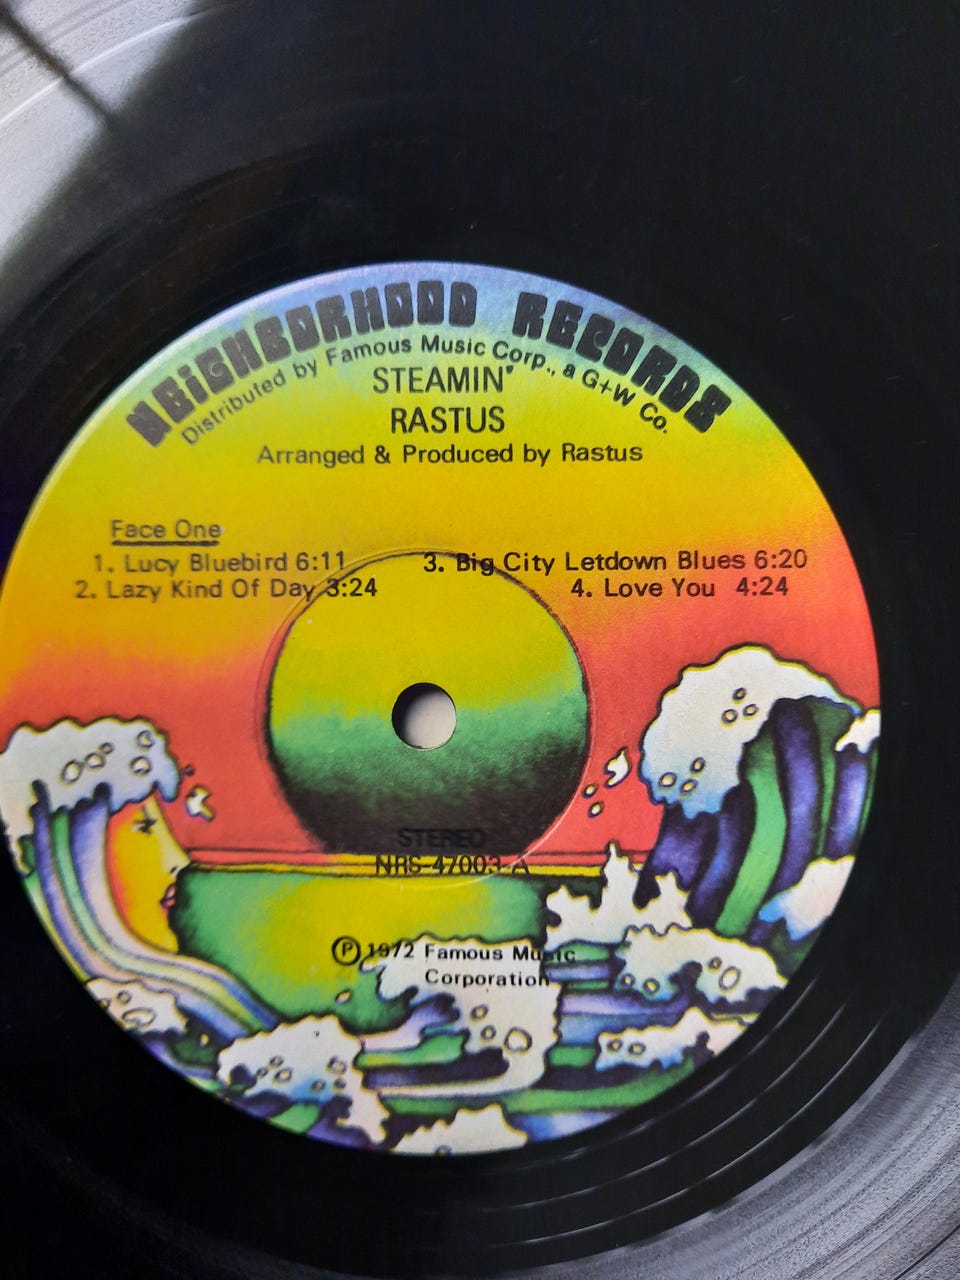 NEIGHBORHOOD RECORDS
Distributed by Famous Music Corp., a G+W Co.
STEAMIN'
RASTUS
Arranged & Produced by Rastus
Face One
1. Lucy Bluebird 6:11
2. Lazy Kind Of Day 3:24
3. Big City Letdown Blues 6:20
4. Love You 4:24
STEREO
NRS-47003-A
Ⓟ 1972 Famous Music
Corporation